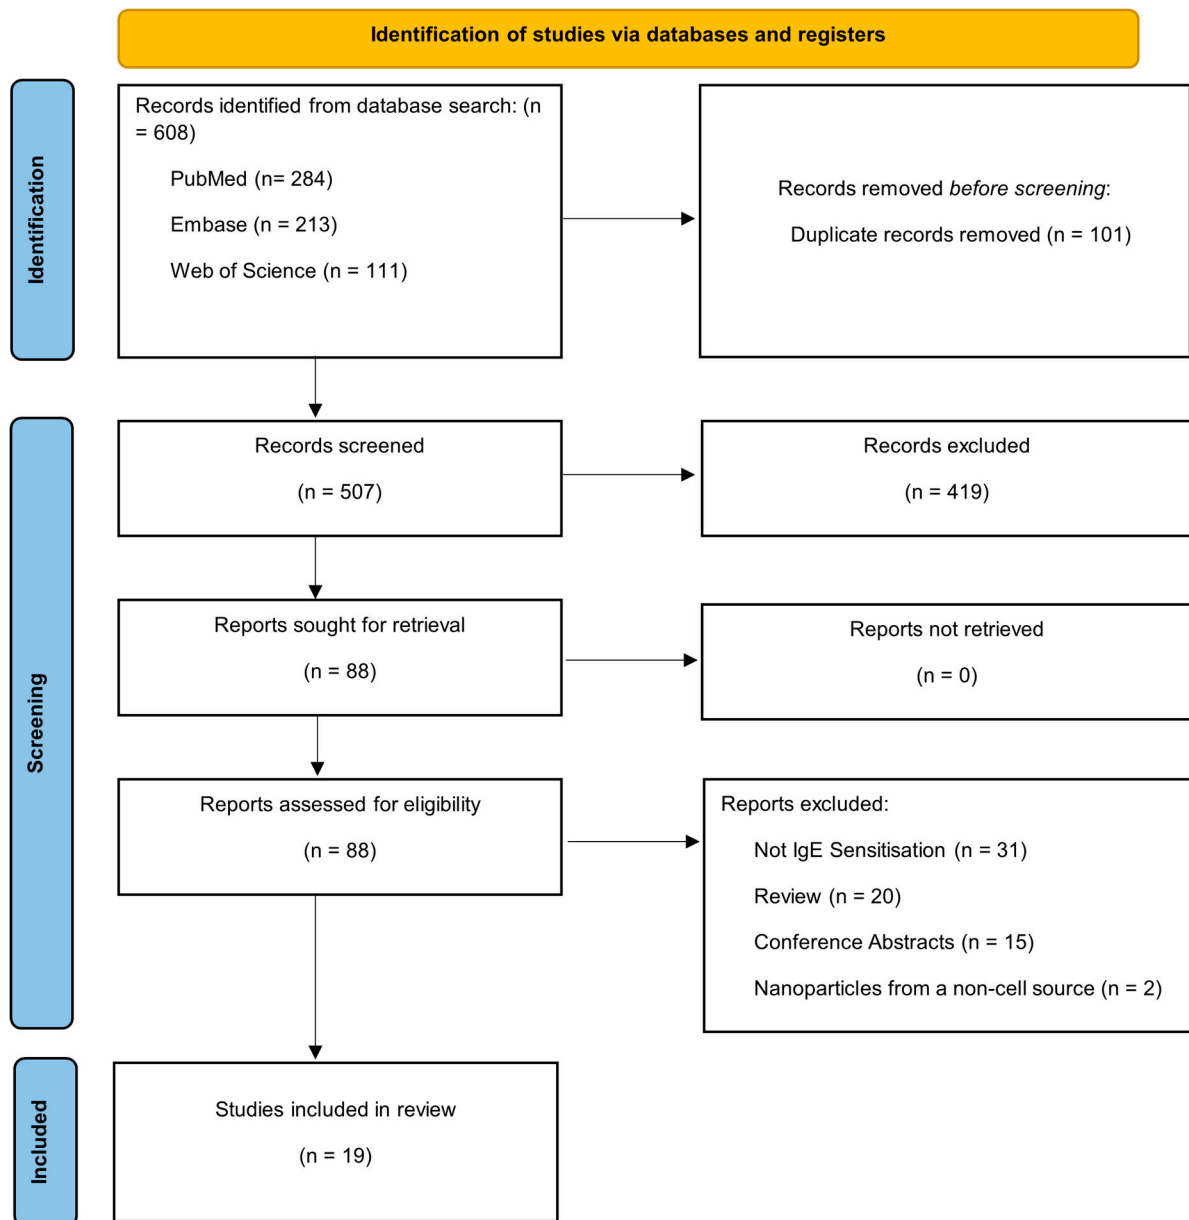 Identification of studies via databases and registers
Identification
Records identified from database search: (n
= 608)
PubMed (n= 284)
Embase (n = 213)
Web of Science (n = 111)
Records removed before screening:
Duplicate records removed (n = 101)
Screening
Records screened
(n = 507)
Records excluded
(n = 419)
Reports sought for retrieval
(n = 88)
Reports not retrieved
(n = 0)
Reports assessed for eligibility
(n = 88)
Reports excluded:
Not IgE Sensitisation (n = 31)
Review (n = 20)
Conference Abstracts (n = 15)
Nanoparticles from a non-cell source (n = 2)
Included
Studies included in review
(n = 19)